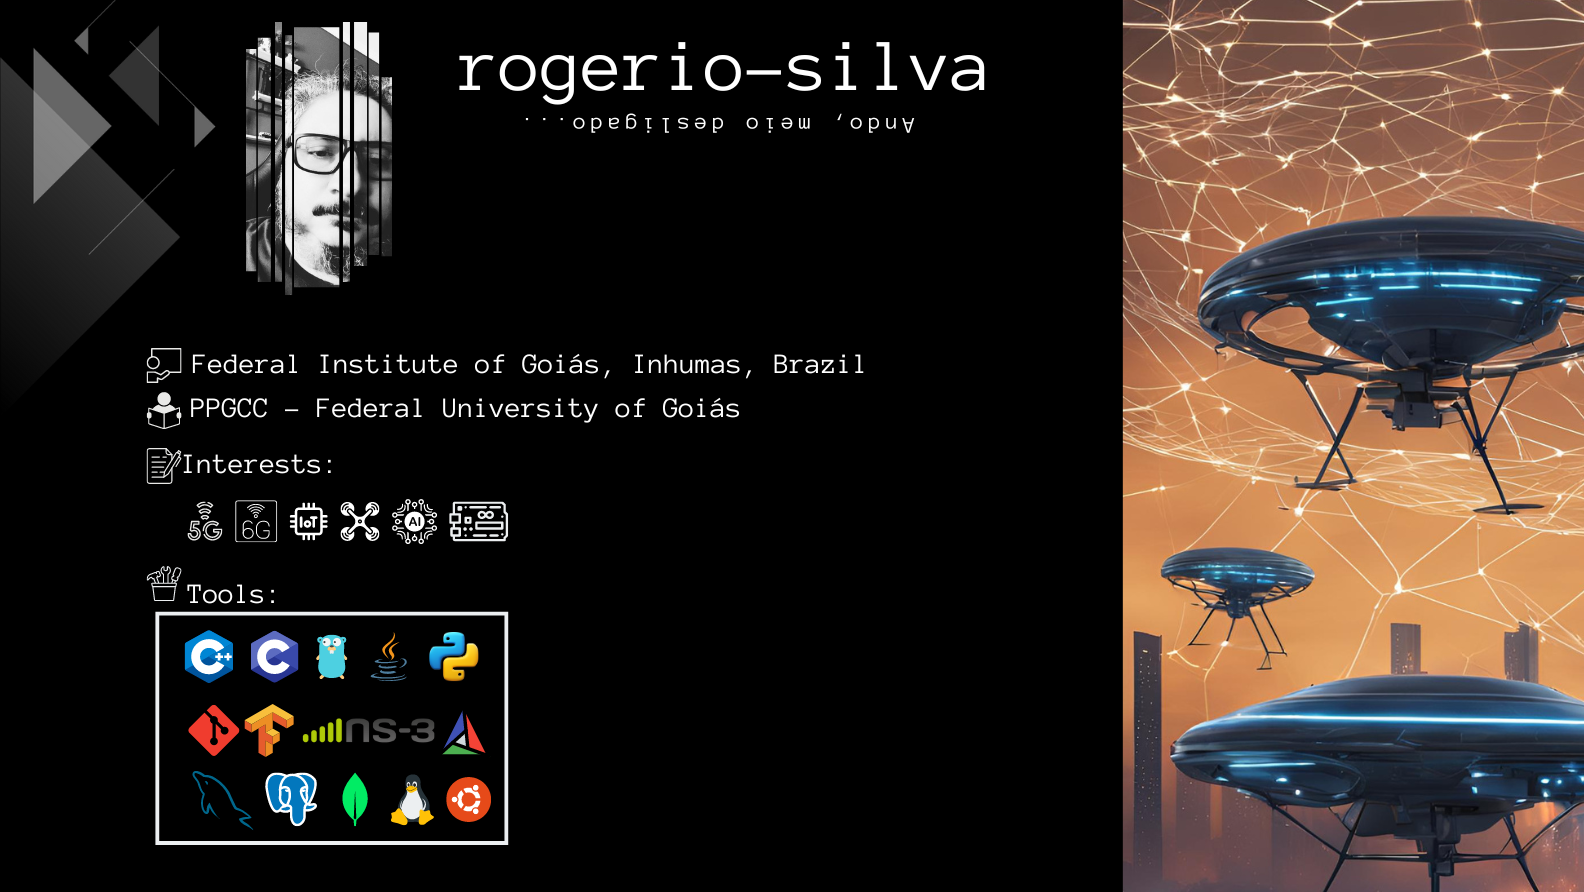 rogerio-silva
Ando, meio desligado...
Federal Institute of Goiás, Inhumas, Brazil
PPGCC - Federal University of Goiás
Interests:
5G 6G IoT AI
Tools:
C++ C
NS-3